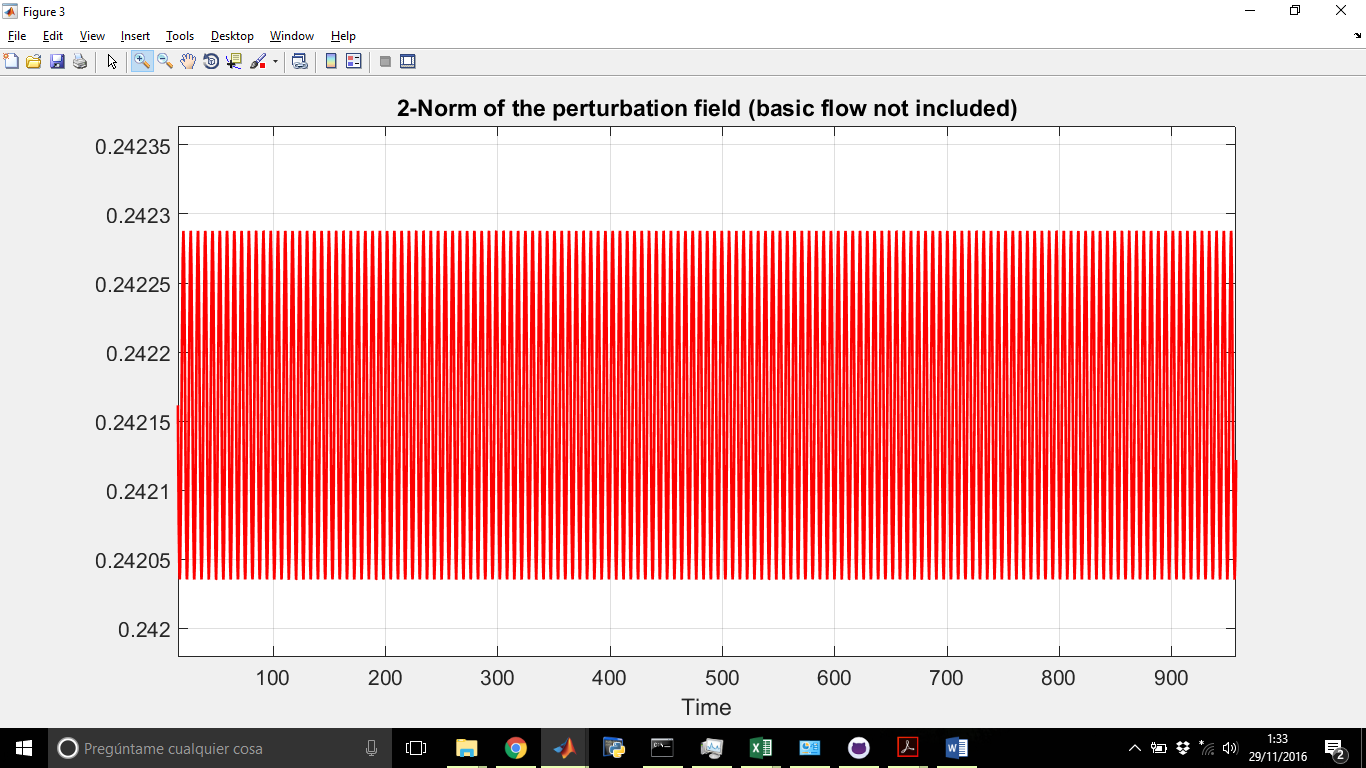 Figure 3
File Edit View Insert Tools Desktop Window Help
2-Norm of the perturbation field (basic flow not included)
0.24235
0.2423
0.24225
0.2422
0.24215
0.2421
0.24205
0.242
100 200 300 400 500 600 700 800 900
Time
Pregúntame cualquier cosa
1:33
29/11/2016
2